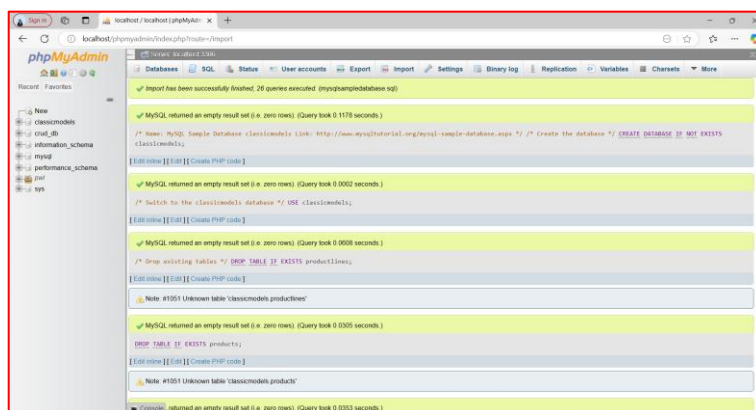 Sign in
localhost / localhost | phpMyAdm
localhost/phpmyadmin/index.php?route=/import
phpMyAdmin
Recent Favorites
New
classicmodels
crud_db
information_schema
mysql
performance_schema
pwl
sys
Server: localhost:3306
Databases SQL Status User accounts Export Import Settings Binary log Replication Variables Charsets More
Import has been successfully finished, 26 queries executed. (mysqlsampledatabase.sql)
MySQL returned an empty result set (i.e. zero rows). (Query took 0.1178 seconds.)
/* Name: MySQL Sample Database classicmodels Link: http://www.mysqltutorial.org/mysql-sample-database.aspx */ /* Create the database */ CREATE DATABASE IF NOT EXISTS
classicmodels;
[ Edit inline ] [ Edit ] [ Create PHP code ]
MySQL returned an empty result set (i.e. zero rows). (Query took 0.0002 seconds.)
/* Switch to the classicmodels database */ USE classicmodels;
[ Edit inline ] [ Edit ] [ Create PHP code ]
MySQL returned an empty result set (i.e. zero rows). (Query took 0.0608 seconds.)
/* Drop existing tables */ DROP TABLE IF EXISTS productlines;
[ Edit inline ] [ Edit ] [ Create PHP code ]
Note: #1051 Unknown table 'classicmodels.productlines'
MySQL returned an empty result set (i.e. zero rows). (Query took 0.0305 seconds.)
DROP TABLE IF EXISTS products;
[ Edit inline ] [ Edit ] [ Create PHP code ]
Note: #1051 Unknown table 'classicmodels.products'
Console returned an empty result set (i.e. zero rows). (Query took 0.0353 seconds.)